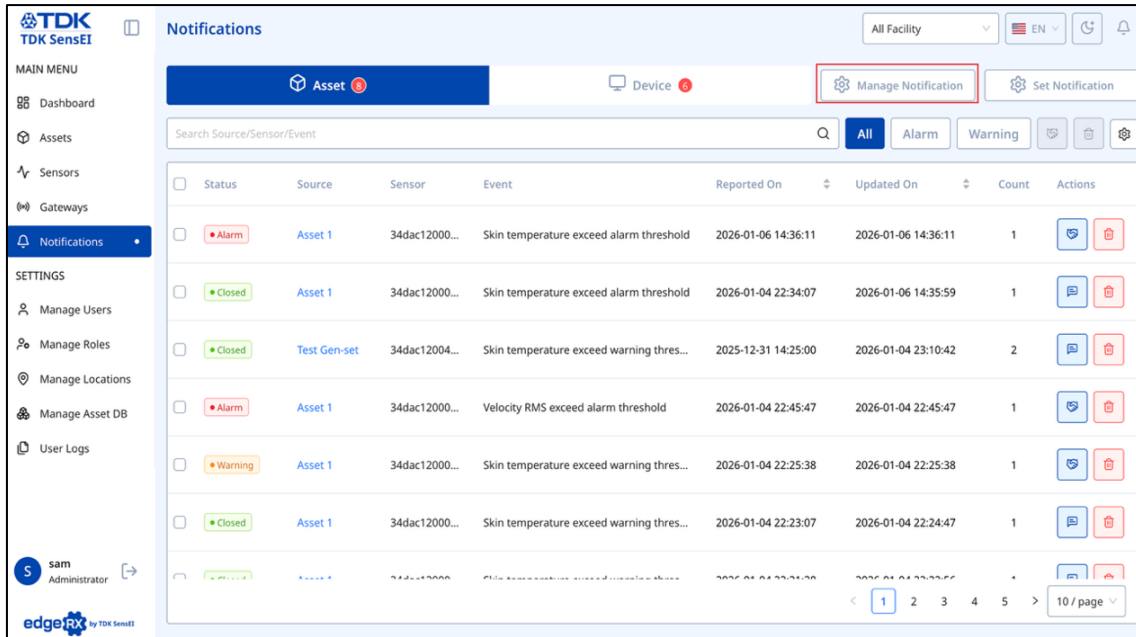 TDK
TDK SensEI
Notifications
All Facility
EN
MAIN MENU
Dashboard
Assets
Sensors
Gateways
Notifications
SETTINGS
Manage Users
Manage Roles
Manage Locations
Manage Asset DB
User Logs
S
sam
Administrator
edgeRX by TDK SensEI
Asset 8
Device 6
Manage Notification
Set Notification
Search Source/Sensor/Event
All
Alarm
Warning
Status Source Sensor Event Reported On Updated On Count Actions
Alarm Asset 1 34dac12000... Skin temperature exceed alarm threshold 2026-01-06 14:36:11 2026-01-06 14:36:11 1
Closed Asset 1 34dac12000... Skin temperature exceed alarm threshold 2026-01-04 22:34:07 2026-01-06 14:35:59 1
Closed Test Gen-set 34dac12004... Skin temperature exceed warning thres... 2025-12-31 14:25:00 2026-01-04 23:10:42 2
Alarm Asset 1 34dac12000... Velocity RMS exceed alarm threshold 2026-01-04 22:45:47 2026-01-04 22:45:47 1
Warning Asset 1 34dac12000... Skin temperature exceed warning thres... 2026-01-04 22:25:38 2026-01-04 22:25:38 1
Closed Asset 1 34dac12000... Skin temperature exceed warning thres... 2026-01-04 22:23:07 2026-01-04 22:24:47 1
< 1 2 3 4 5 > 10 / page